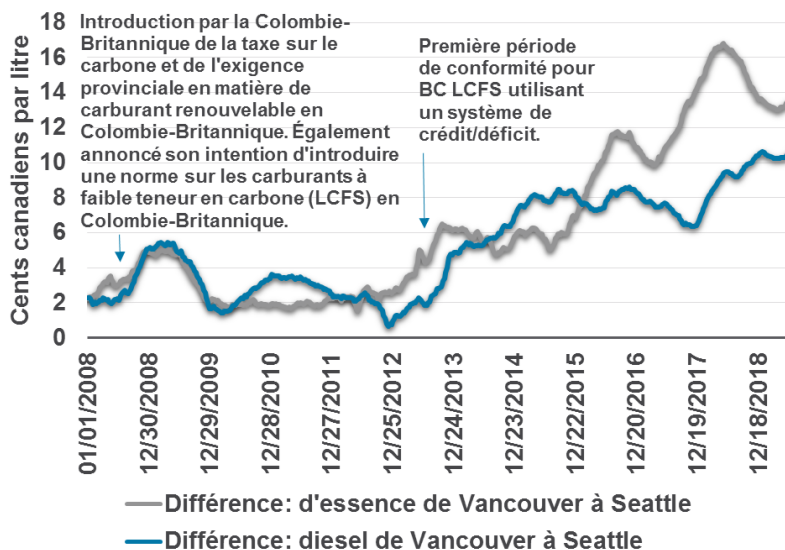 Cents canadiens par litre
18
16
14
12
10
8
6
4
2
0
Introduction par la Colombie-
Britannique de la taxe sur le
carbone et de l'exigence
provinciale en matière de
carburant renouvelable en
Colombie-Britannique. Également
annoncé son intention d'introduire
une norme sur les carburants à
faible teneur en carbone (LCFS) en
Colombie-Britannique.
Première période
de conformité pour
BC LCFS utilisant
un système de
crédit/déficit.
01/01/2008
12/30/2008
12/29/2009
12/28/2010
12/27/2011
12/25/2012
12/24/2013
12/23/2014
12/22/2015
12/20/2016
12/19/2017
12/18/2018
Différence: d'essence de Vancouver à Seattle
Différence: diesel de Vancouver à Seattle